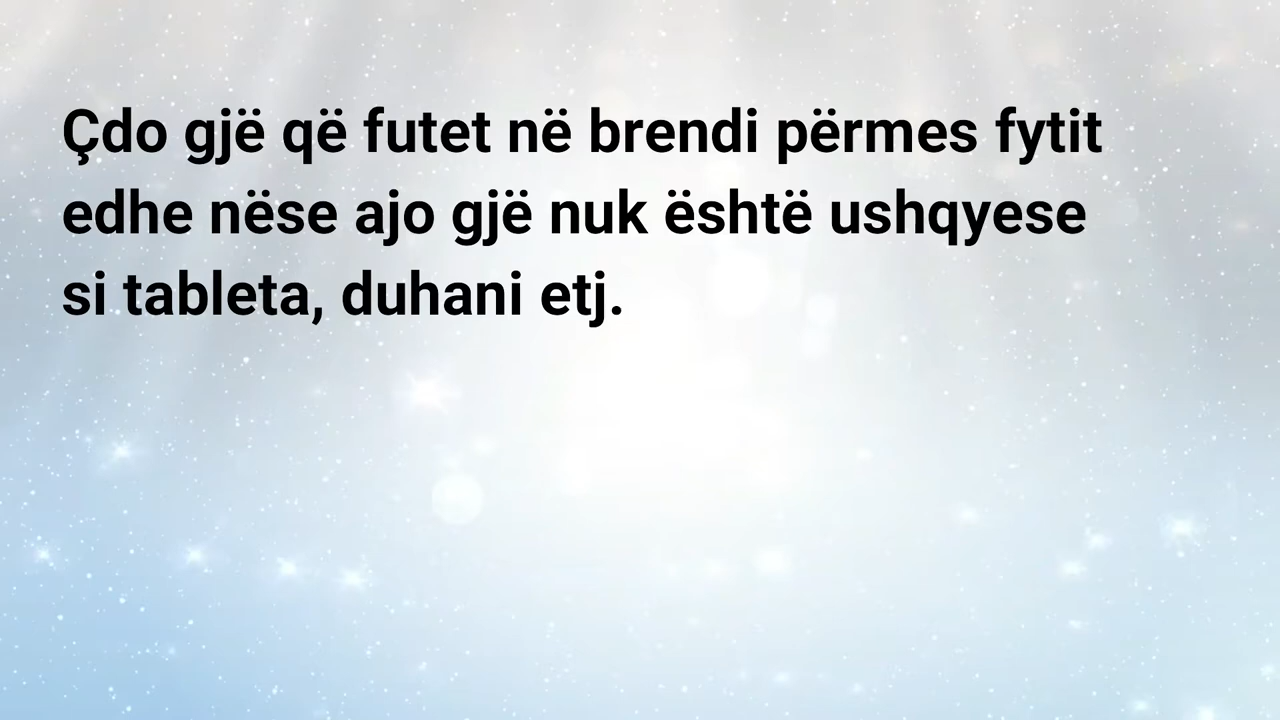 Çdo gjë që futet në brendi përmes fytit
edhe nëse ajo gjë nuk është ushqyese
si tableta, duhani etj.